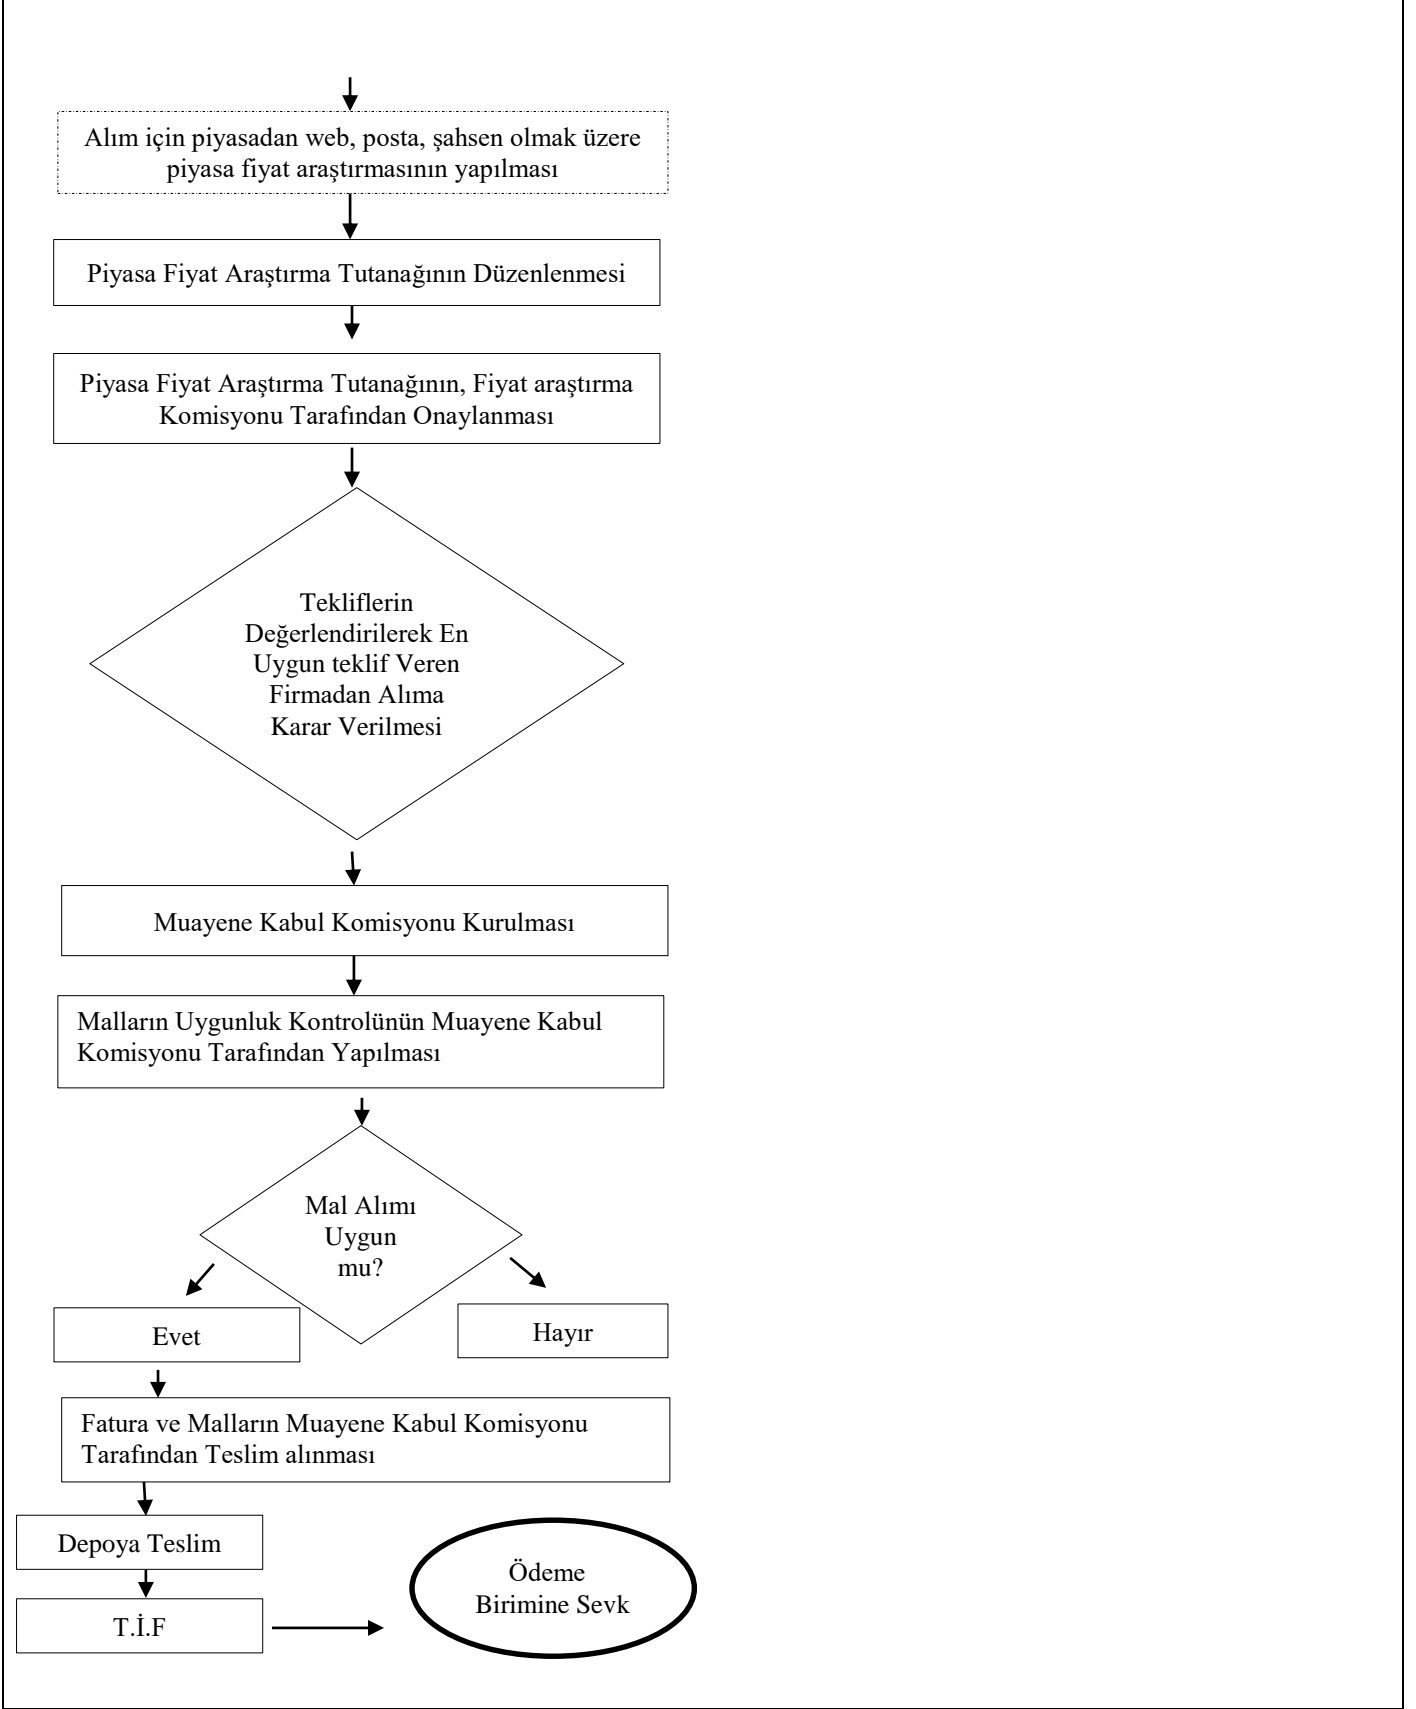 Alım için piyasadan web, posta, şahsen olmak üzere
piyasa fiyat araştırmasının yapılması
Piyasa Fiyat Araştırma Tutanağının Düzenlenmesi
Piyasa Fiyat Araştırma Tutanağının, Fiyat araştırma
Komisyonu Tarafından Onaylanması
Tekliflerin
Değerlendirilerek En
Uygun teklif Veren
Firmadan Alıma
Karar Verilmesi
Muayene Kabul Komisyonu Kurulması
Malların Uygunluk Kontrolünün Muayene Kabul
Komisyonu Tarafından Yapılması
Mal Alımı
Uygun
mu?
Evet
Hayır
Fatura ve Malların Muayene Kabul Komisyonu
Tarafından Teslim alınması
Depoya Teslim
T.İ.F
Ödeme
Birimine Sevk